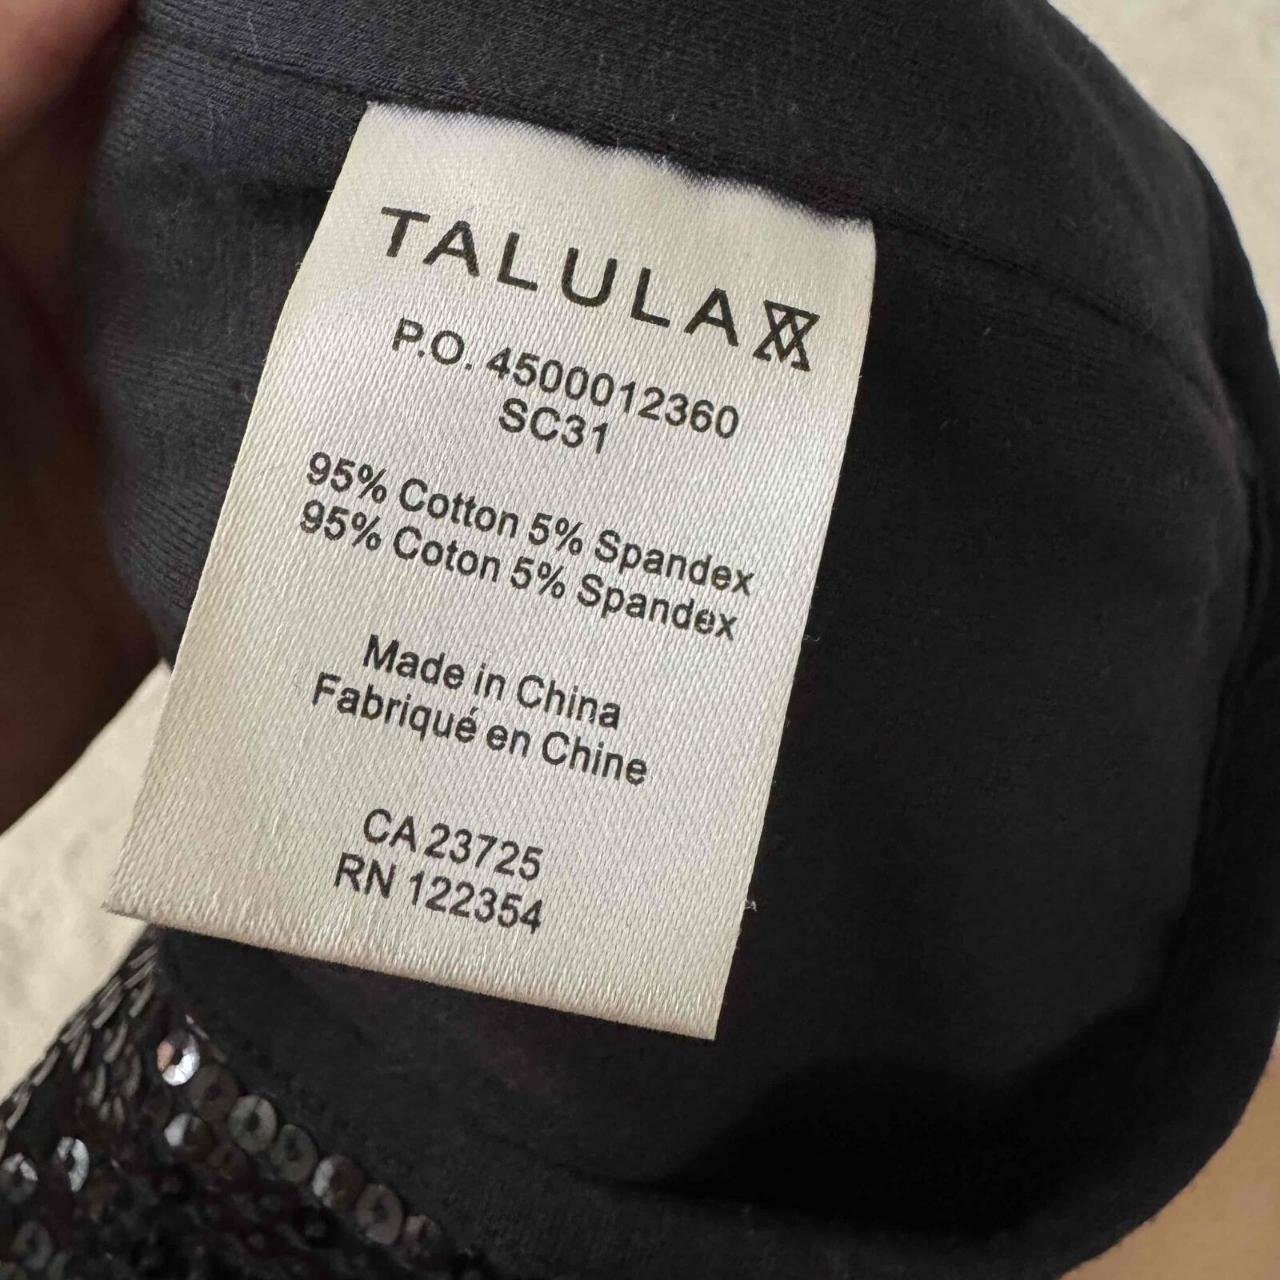 TALULA
P.O. 4500012360
SC31
95% Cotton 5% Spandex
95% Coton 5% Spandex
Made in China
Fabriqué en Chine
CA 23725
RN 122354